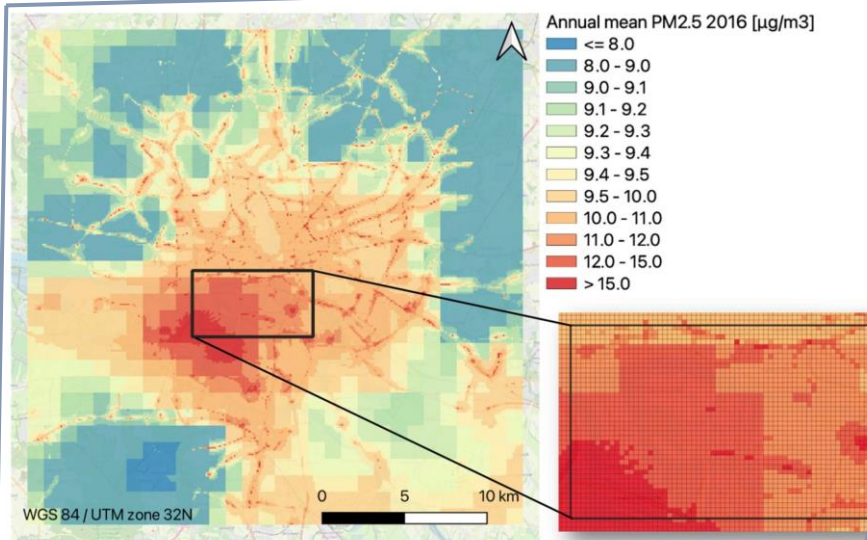 Annual mean PM2.5 2016 [µg/m3]
<= 8.0
8.0 - 9.0
9.0 - 9.1
9.1 - 9.2
9.2 - 9.3
9.3 - 9.4
9.4 - 9.5
9.5 - 10.0
10.0 - 11.0
11.0 - 12.0
12.0 - 15.0
> 15.0
0 5 10 km
WGS 84 / UTM zone 32N